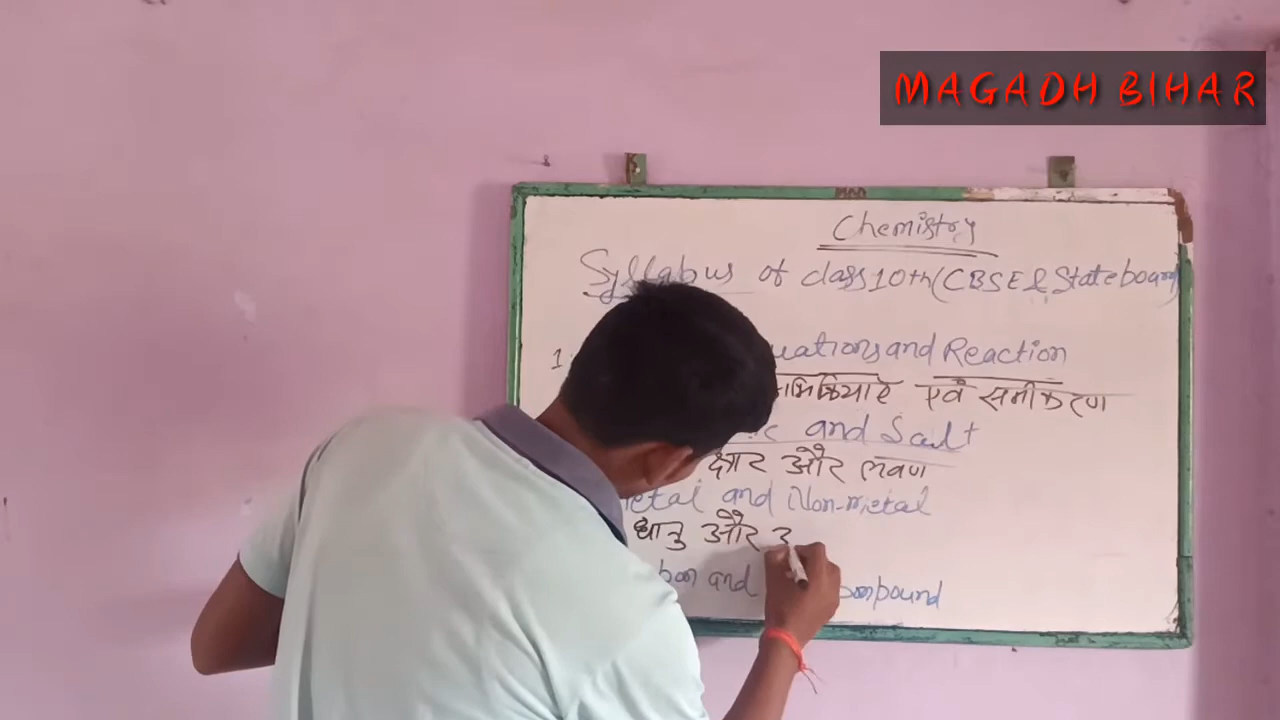 MAGADH BIHAR
Chemistry
Syllabus of class 10th (CBSE & State board)
1 uations and Reaction
भिक्रियाए एवं समीकरण
and Salt
क्षार और लवण
etal and Non-metal
धातु और उ
bon and ompound